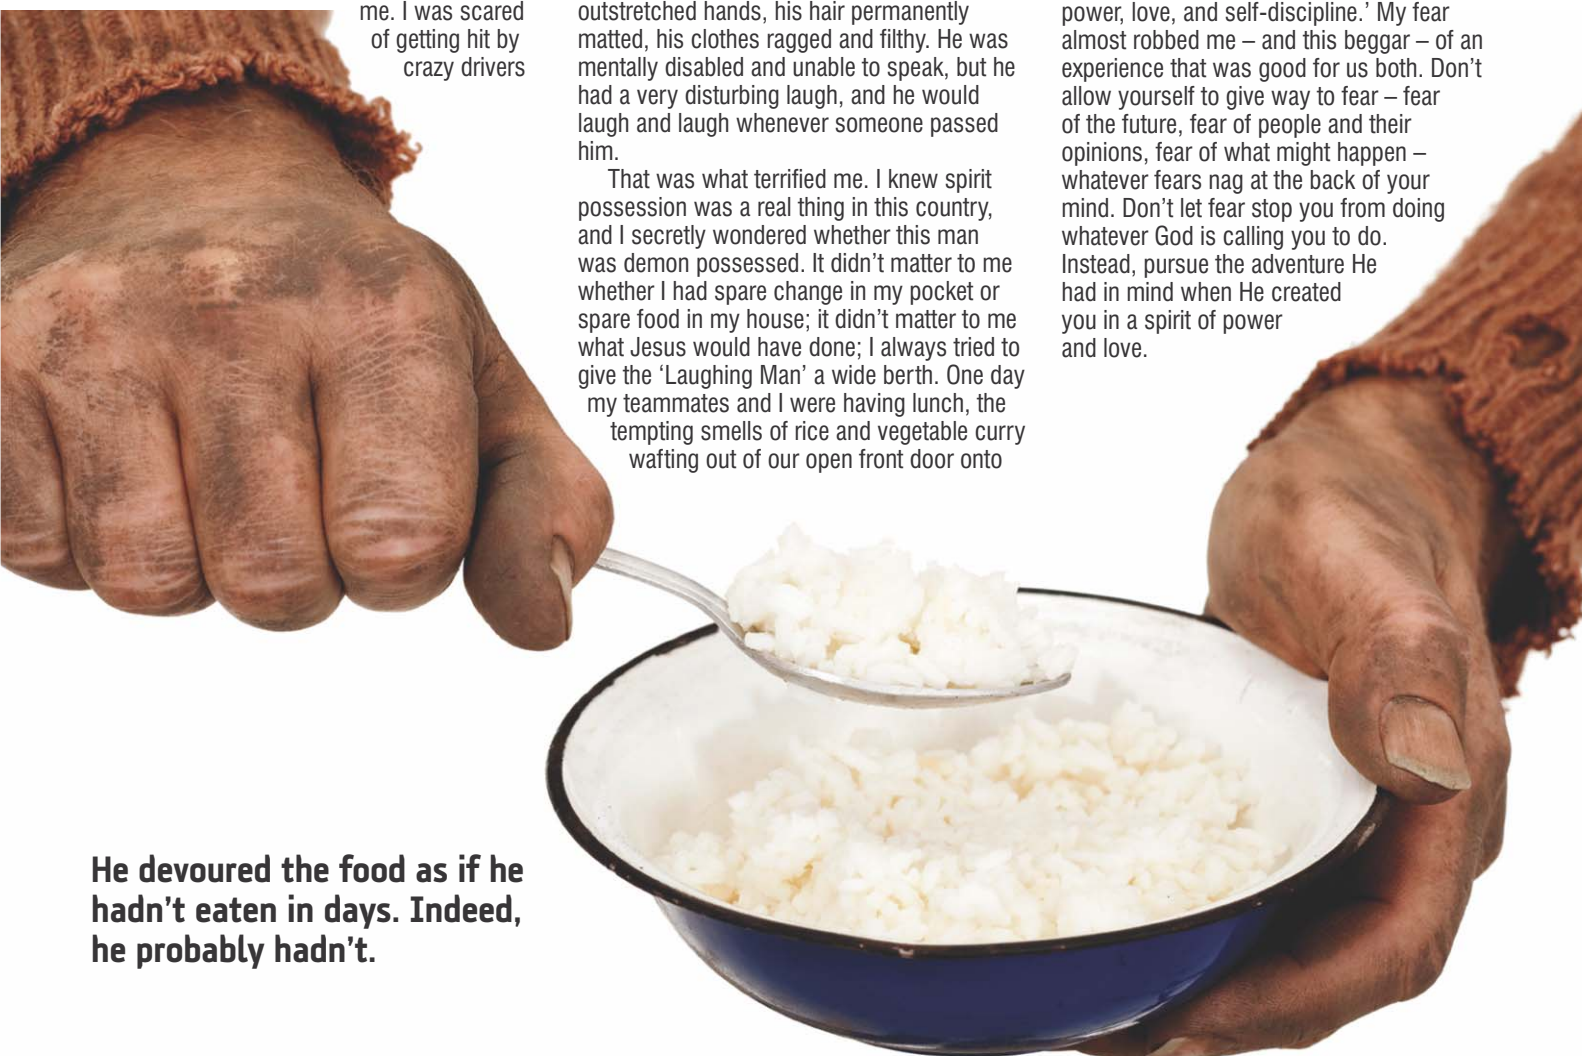 me. I was scared
of getting hit by
crazy drivers
outstretched hands, his hair permanently
matted, his clothes ragged and filthy. He was
mentally disabled and unable to speak, but he
had a very disturbing laugh, and he would
laugh and laugh whenever someone passed
him.
That was what terrified me. I knew spirit
possession was a real thing in this country,
and I secretly wondered whether this man
was demon possessed. It didn’t matter to me
whether I had spare change in my pocket or
spare food in my house; it didn’t matter to me
what Jesus would have done; I always tried to
give the ‘Laughing Man’ a wide berth. One day
my teammates and I were having lunch, the
tempting smells of rice and vegetable curry
wafting out of our open front door onto
power, love, and self-discipline.’ My fear
almost robbed me – and this beggar – of an
experience that was good for us both. Don’t
allow yourself to give way to fear – fear
of the future, fear of people and their
opinions, fear of what might happen –
whatever fears nag at the back of your
mind. Don’t let fear stop you from doing
whatever God is calling you to do.
Instead, pursue the adventure He
had in mind when He created
you in a spirit of power
and love.
He devoured the food as if he
hadn’t eaten in days. Indeed,
he probably hadn’t.